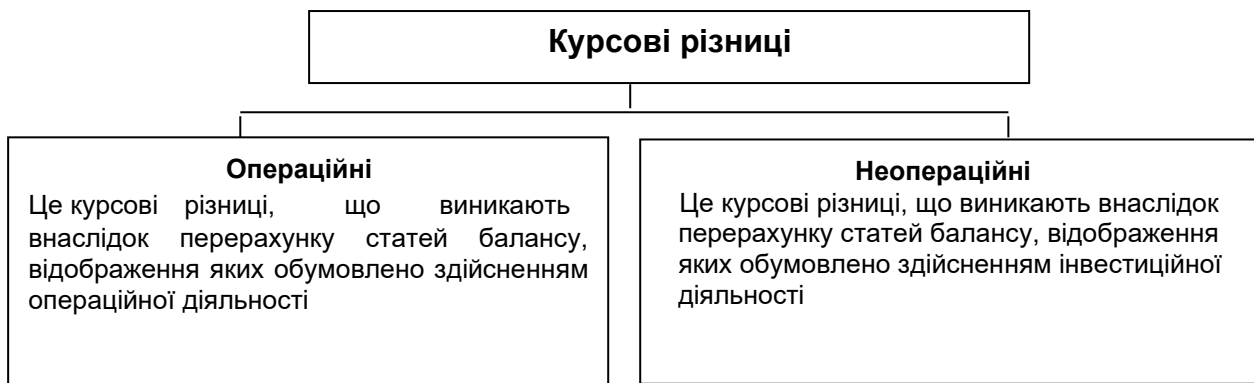 Курсові різниці
Операційні
Це курсові різниці, що виникають
внаслідок перерахунку статей балансу,
відображення яких обумовлено здійсненням
операційної діяльності
Неопераційні
Це курсові різниці, що виникають внаслідок
перерахунку статей балансу, відображення
яких обумовлено здійсненням інвестиційної
діяльності